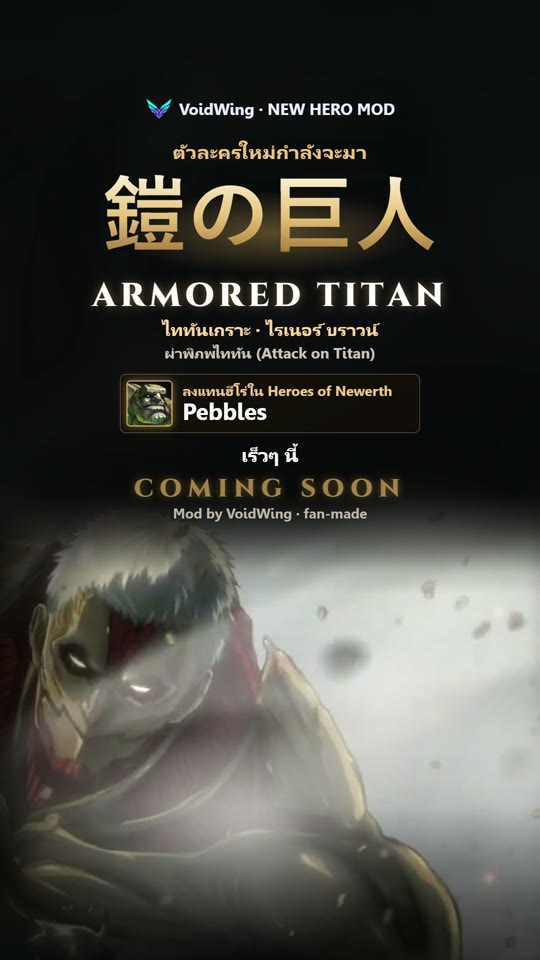 VoidWing · NEW HERO MOD
ตัวละครใหม่กำลังจะมา
鎧の巨人
ARMORED TITAN
ไททันเกราะ · ไรเนอร์ บราวน์
ผ่าพิภพไททัน (Attack on Titan)
ลงแทนฮีโร่ใน Heroes of Newerth
Pebbles
เร็วๆ นี้
COMING SOON
Mod by VoidWing · fan-made